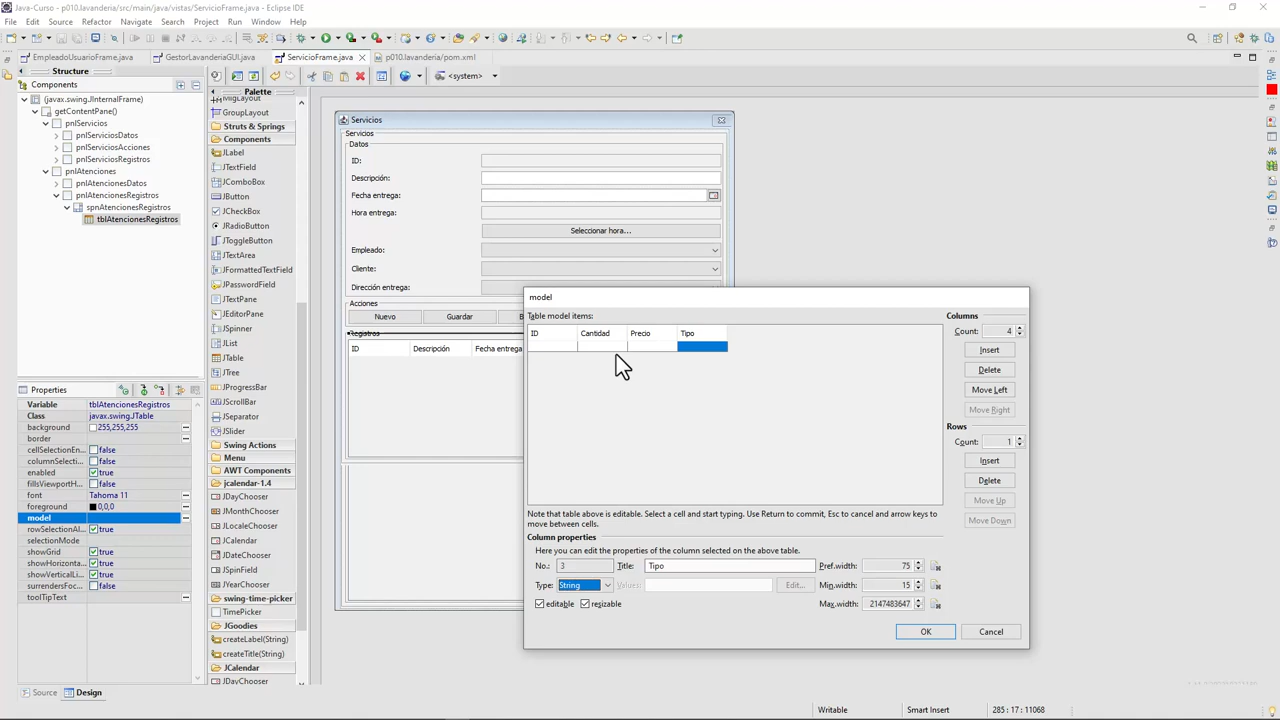 Java-Curso - p010.lavanderia/src/main/java/vistas/ServicioFrame.java - Eclipse IDE
File Edit Source Refactor Navigate Search Project Run Window Help
EmpleadoUsuarioFrame.java GestorLavanderiaGUI.java ServicioFrame.java p010.lavanderia/pom.xml
Structure
Components
(javax.swing.JInternalFrame)
getContentPane()
pnlServicios
pnlServiciosDatos
pnlServiciosAcciones
pnlServiciosRegistros
pnlAtenciones
pnlAtencionesDatos
pnlAtencionesRegistros
spnAtencionesRegistros
tblAtencionesRegistros
Properties
Variable tblAtencionesRegistros
Class javax.swing.JTable
background 255,255,255
border
cellSelectionEn...
false
columnSelecti...
false
enabled true
fillsViewportH...
false
font Tahoma 11
foreground 0,0,0
model
rowSelectionAl...
true
selectionMode
showGrid true
showHorizonta...
true
showVerticalLi...
true
surrendersFoc...
false
toolTipText
Source Design
<system>
Palette
MigLayout
GroupLayout
Struts & Springs
Components
JLabel
JTextField
JComboBox
JButton
JCheckBox
JRadioButton
JToggleButton
JTextArea
JFormattedTextField
JPasswordField
JTextPane
JEditorPane
JSpinner
JList
JTable
JTree
JProgressBar
JScrollBar
JSeparator
JSlider
Swing Actions
Menu
AWT Components
jcalendar-1.4
JDayChooser
JMonthChooser
JLocaleChooser
JCalendar
JDateChooser
JSpinField
JYearChooser
swing-time-picker
TimePicker
JGoodies
createLabel(String)
createTitle(String)
JCalendar
JDayChooser
Servicios
Servicios
Datos
ID:
Descripción:
Fecha entrega:
Hora entrega:
Seleccionar hora...
Empleado:
Cliente:
Dirección entrega:
Acciones
Nuevo Guardar B
Registros
ID Descripción Fecha entrega
model
Table model items:
ID Cantidad Precio Tipo
Columns
Count: 4
Insert
Delete
Move Left
Move Right
Rows
Count: 1
Insert
Delete
Move Up
Move Down
Note that table above is editable. Select a cell and start typing. Use Return to commit, Esc to cancel and arrow keys to
move between cells.
Column properties
Here you can edit the properties of the column selected on the above table.
No.: 3 Title: Tipo Pref.width: 75
Type: String Values: Edit... Min.width: 15
editable resizable Max.width: 2147483647
OK Cancel
Writable Smart Insert 285 : 17 : 11068